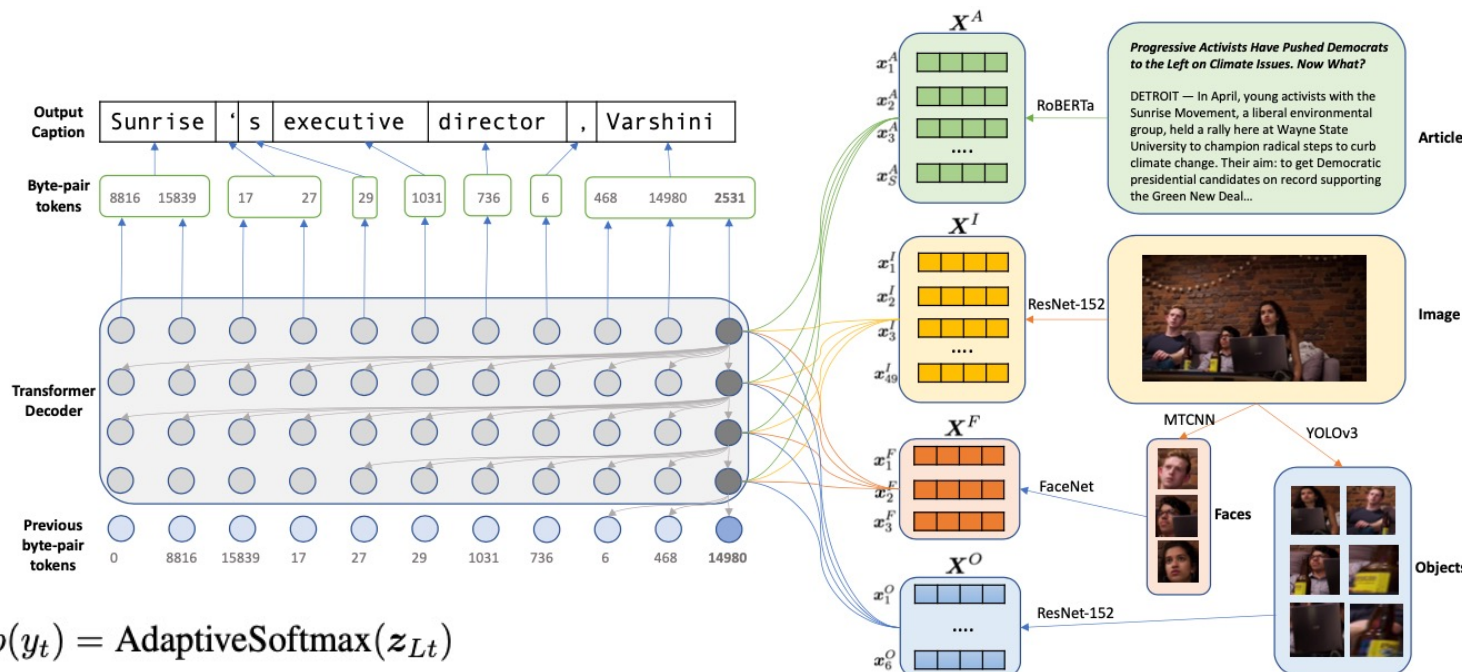 Output
Caption
Sunrise ‘ s executive director , Varshini
Byte-pair
tokens
8816 15839 17 27 29 1031 736 6 468 14980 2531
Transformer
Decoder
Previous
byte-pair
tokens
0 8816 15839 17 27 29 1031 736 6 468 14980
(y_t) = AdaptiveSoftmax(z_{Lt})
X^A
x_1^A
x_2^A
x_3^A
....
x_S^A
RoBERTa
Progressive Activists Have Pushed Democrats
to the Left on Climate Issues. Now What?
DETROIT — In April, young activists with the
Sunrise Movement, a liberal environmental
group, held a rally here at Wayne State
University to champion radical steps to curb
climate change. Their aim: to get Democratic
presidential candidates on record supporting
the Green New Deal…
Article
X^I
x_1^I
x_2^I
x_3^I
....
x_{49}^I
ResNet-152
Image
MTCNN
YOLOv3
X^F
x_1^F
x_2^F
x_3^F
FaceNet
Faces
X^O
x_1^O
....
x_6^O
ResNet-152
Objects